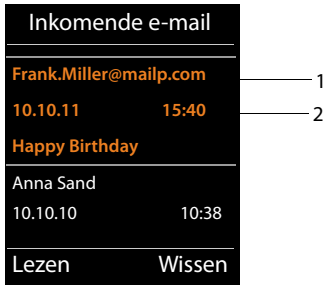 Inkomende e-mail
Frank.Miller@mailp.com 1
10.10.11 15:40 2
Happy Birthday
Anna Sand
10.10.10 10:38
Lezen Wissen